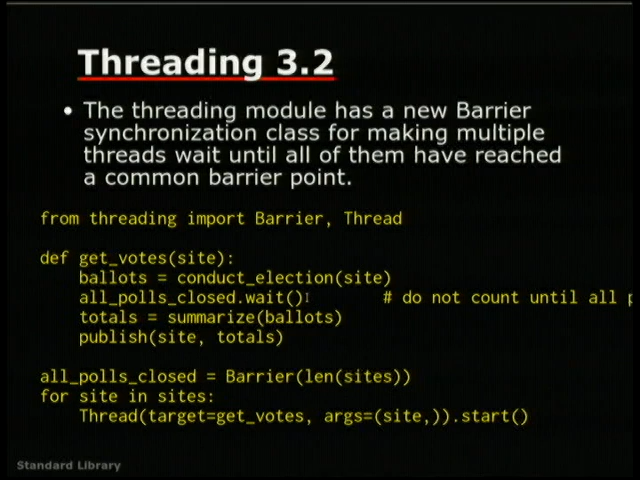 Threading 3.2
• The threading module has a new Barrier
synchronization class for making multiple
threads wait until all of them have reached
a common barrier point.
from threading import Barrier, Thread
def get_votes(site):
    ballots = conduct_election(site)
    all_polls_closed.wait()        # do not count until all
    totals = summarize(ballots)
    publish(site, totals)
all_polls_closed = Barrier(len(sites))
for site in sites:
    Thread(target=get_votes, args=(site,)).start()
Standard Library